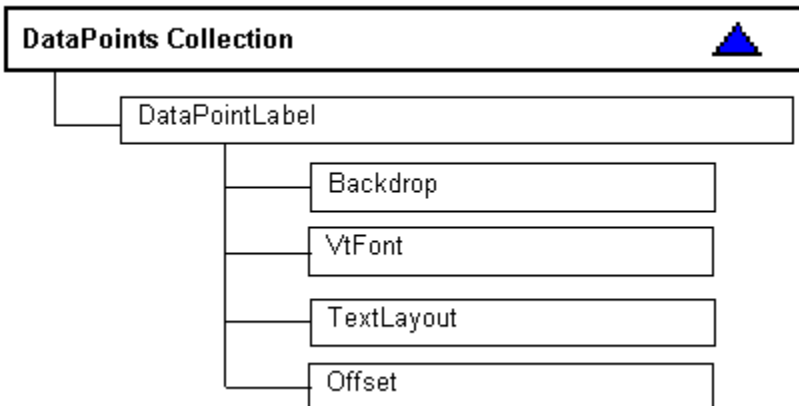 DataPoints Collection
DataPointLabel
Backdrop
VtFont
TextLayout
Offset